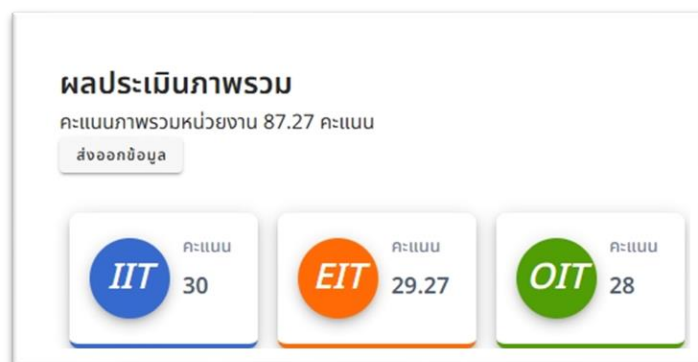 ผลประเมินภาพรวม
คะแนนภาพรวมหน่วยงาน 87.27 คะแนน
ส่งออกข้อมูล
IIT คะแนน 30
EIT คะแนน 29.27
OIT คะแนน 28